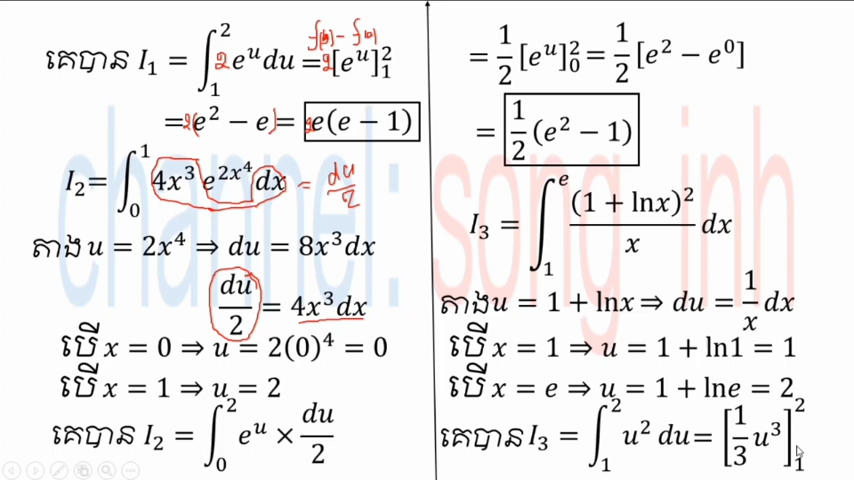 គេបាន I₁ = ∫₁² 2eᵘdu = 2[eᵘ]₁²
f(b) − f(a)
= 2(e² − e) = 2e(e − 1)
I₂ = ∫₀¹ 4x³ e^{2x⁴} dx = du/2
តាង u = 2x⁴ ⇒ du = 8x³dx
du/2 = 4x³dx
បើ x = 0 ⇒ u = 2(0)⁴ = 0
បើ x = 1 ⇒ u = 2
គេបាន I₂ = ∫₀² eᵘ × du/2
= 1/2 [eᵘ]₀² = 1/2 [e² − e⁰]
= 1/2 (e² − 1)
I₃ = ∫₁ᵉ (1 + lnx)²/x dx
តាង u = 1 + lnx ⇒ du = 1/x dx
បើ x = 1 ⇒ u = 1 + ln1 = 1
បើ x = e ⇒ u = 1 + lne = 2
គេបាន I₃ = ∫₁² u² du = [1/3 u³]₁²
channel: song inh